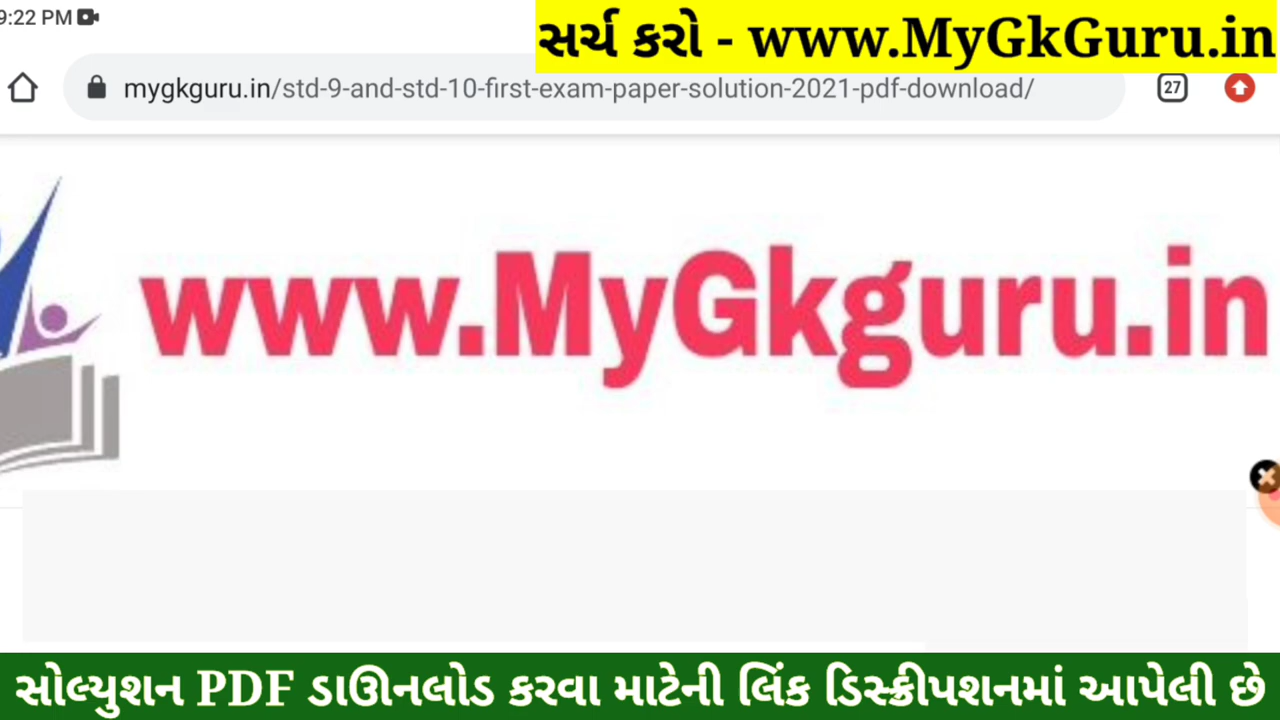 9:22 PM
સર્ચ કરો - www.MyGkGuru.in
mygkguru.in/std-9-and-std-10-first-exam-paper-solution-2021-pdf-download/
27
www.MyGkguru.in
સોલ્યુશન PDF ડાઊનલોડ કરવા માટેની લિંક ડિસ્ક્રીપશનમાં આપેલી છે